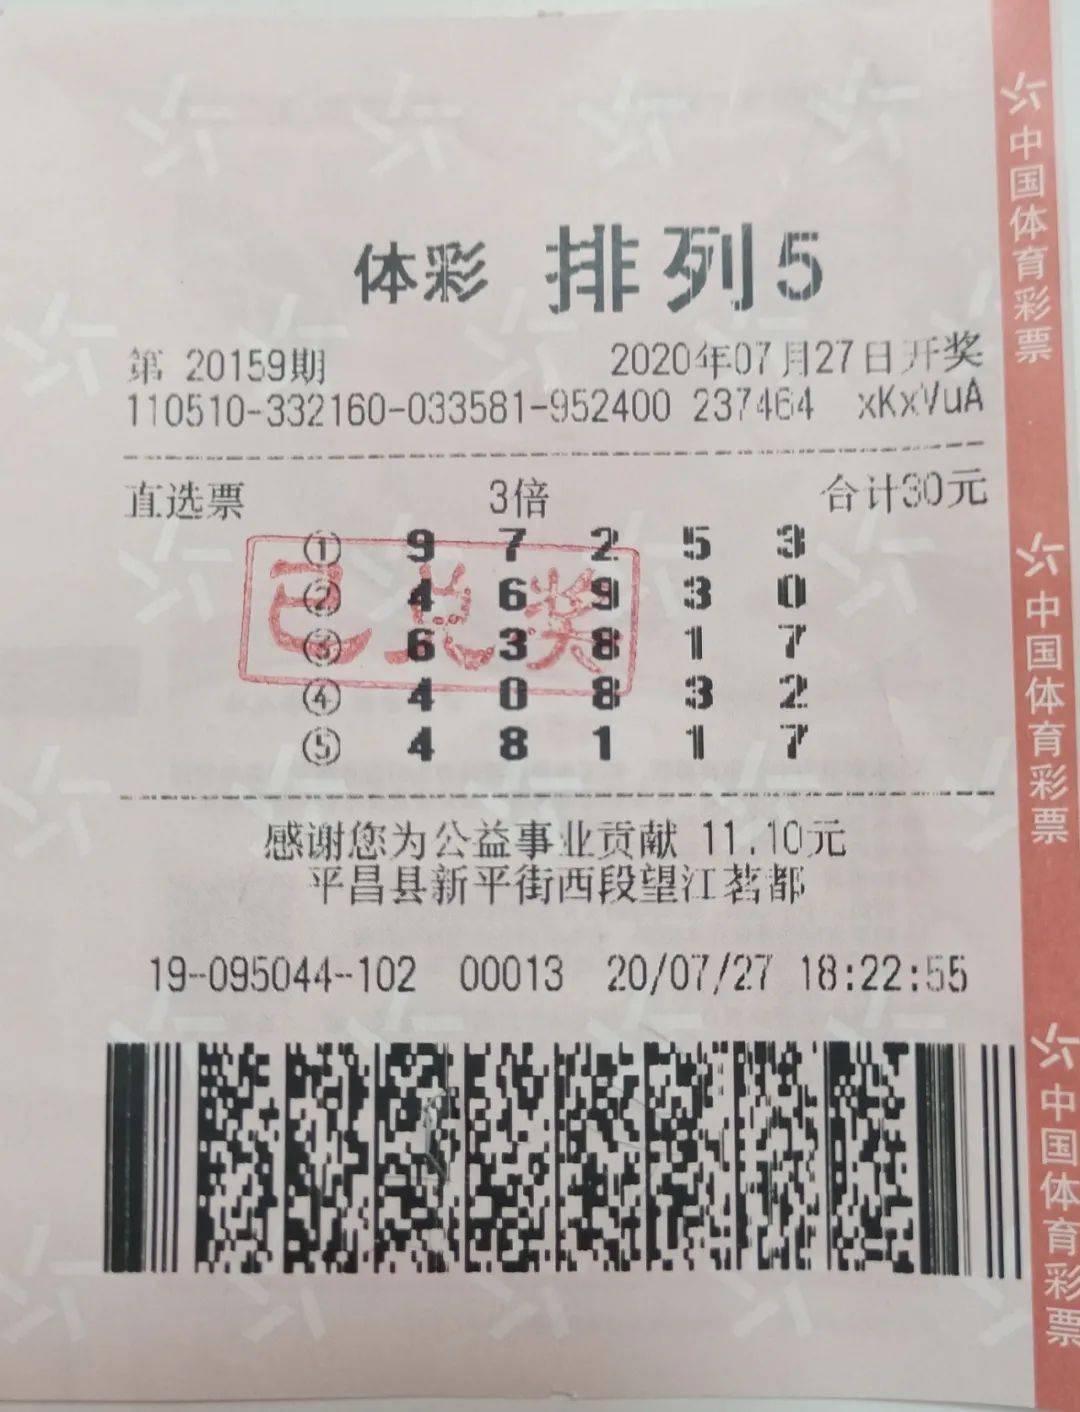 体彩 排列5
第 20159期 2020年07月27日开奖
110510-332160-033581-952400 237464 xKxVuA
直选票 3倍 合计30元
① 9 7 2 5 3
② 4 6 9 3 0
③ 6 3 8 1 7
④ 4 0 8 3 2
⑤ 4 8 1 1 7
已兑奖
感谢您为公益事业贡献 11.10元
平昌县新平街西段望江茗都
19-095044-102 00013 20/07/27 18:22:55
中国体育彩票
中国体育彩票
中国体育彩票